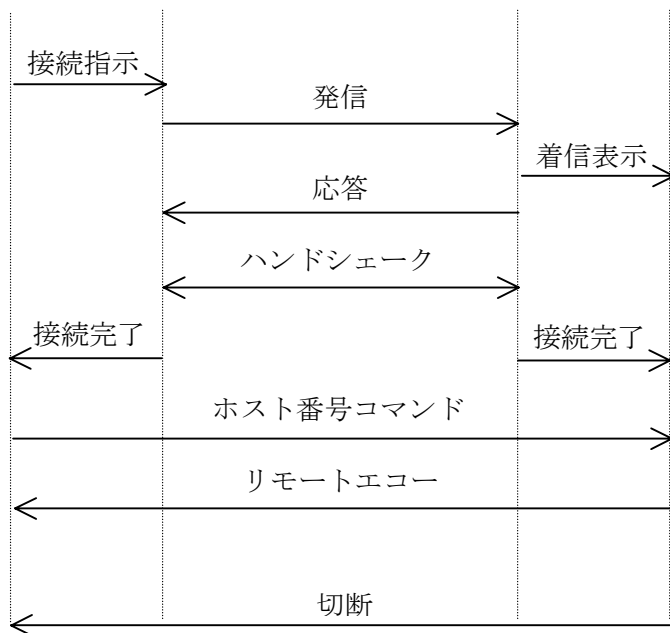 接続指示
発信
着信表示
応答
ハンドシェーク
接続完了
接続完了
ホスト番号コマンド
リモートエコー
切断